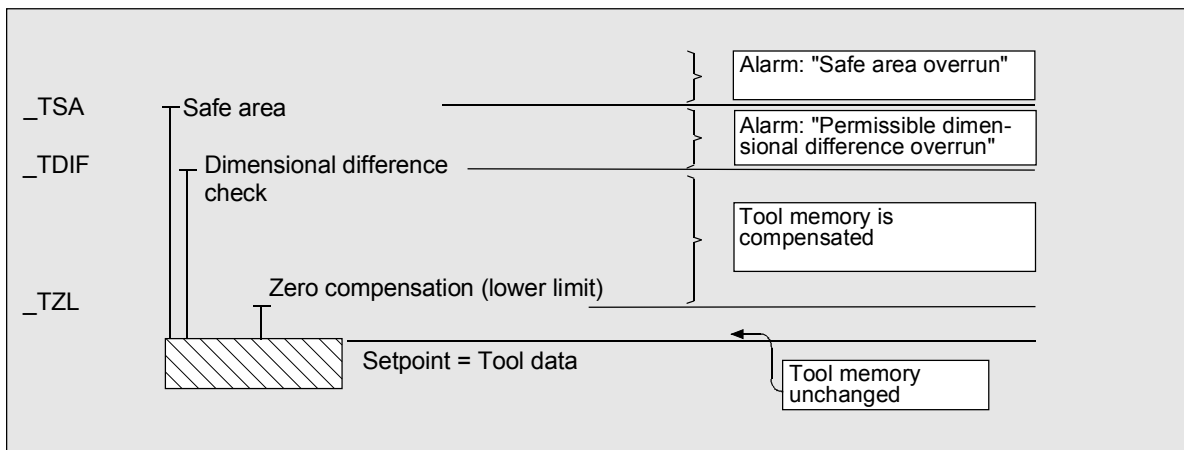 Alarm: "Safe area overrun"
_TSA
Safe area
Alarm: "Permissible dimen-
sional difference overrun"
_TDIF
Dimensional difference
check
Tool memory is
compensated
Zero compensation (lower limit)
_TZL
Setpoint = Tool data
Tool memory
unchanged